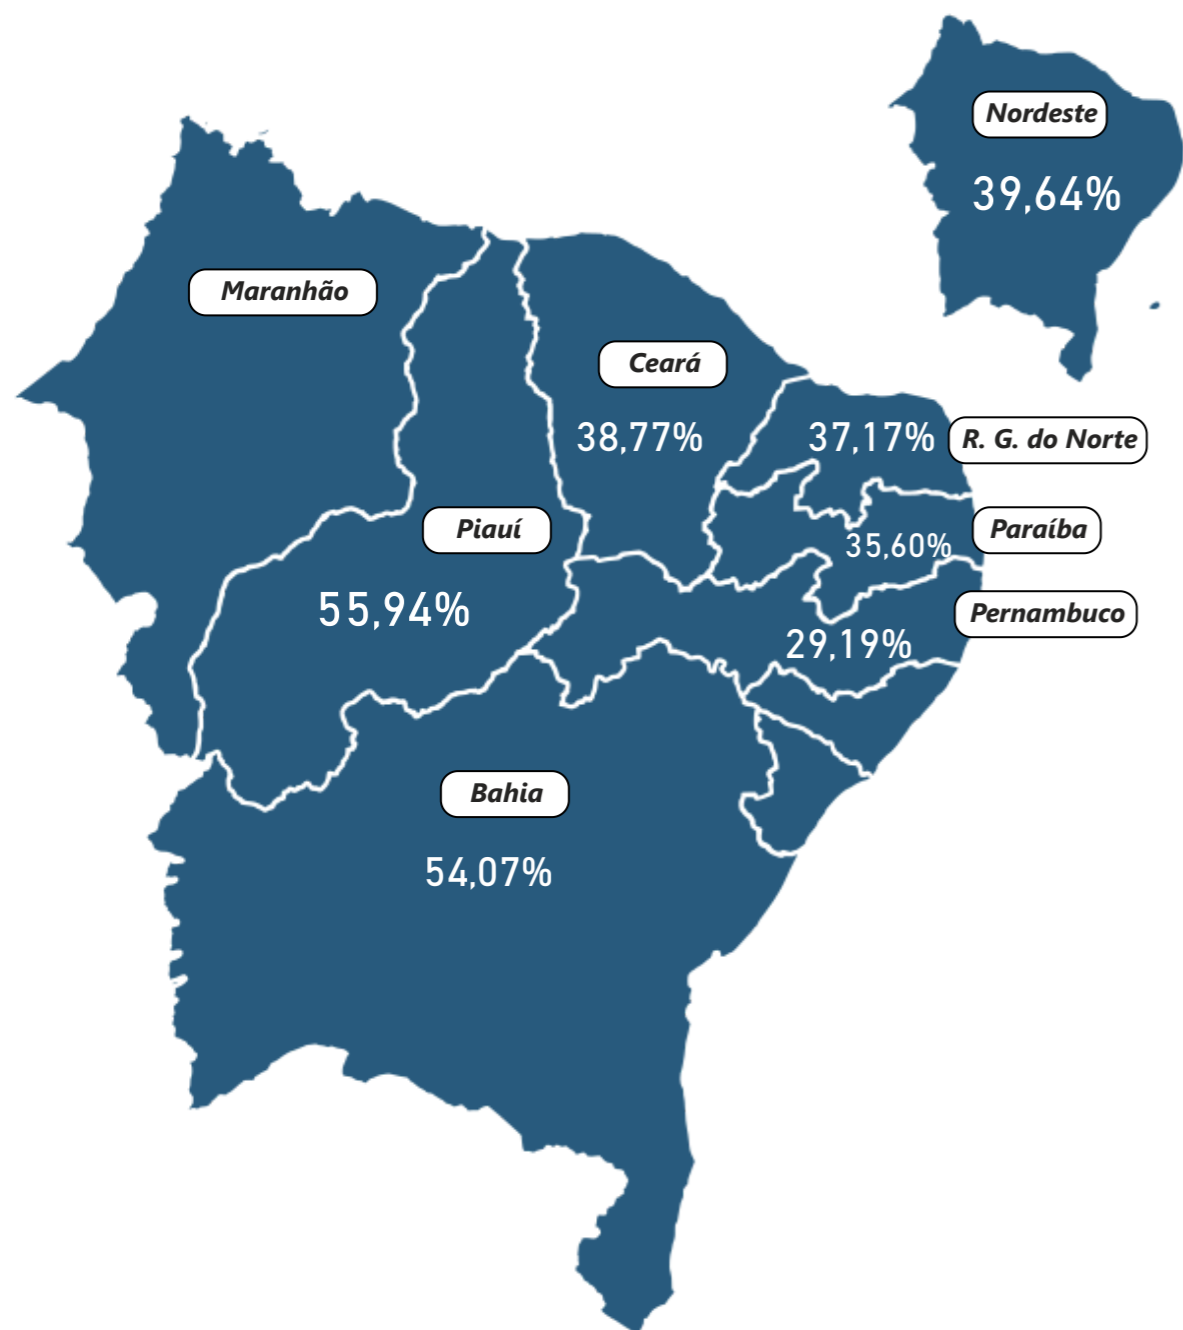 Nordeste
39,64%
Maranhão
Ceará
38,77%
37,17%
R. G. do Norte
Piauí
55,94%
35,60%
Paraíba
Pernambuco
29,19%
Bahia
54,07%